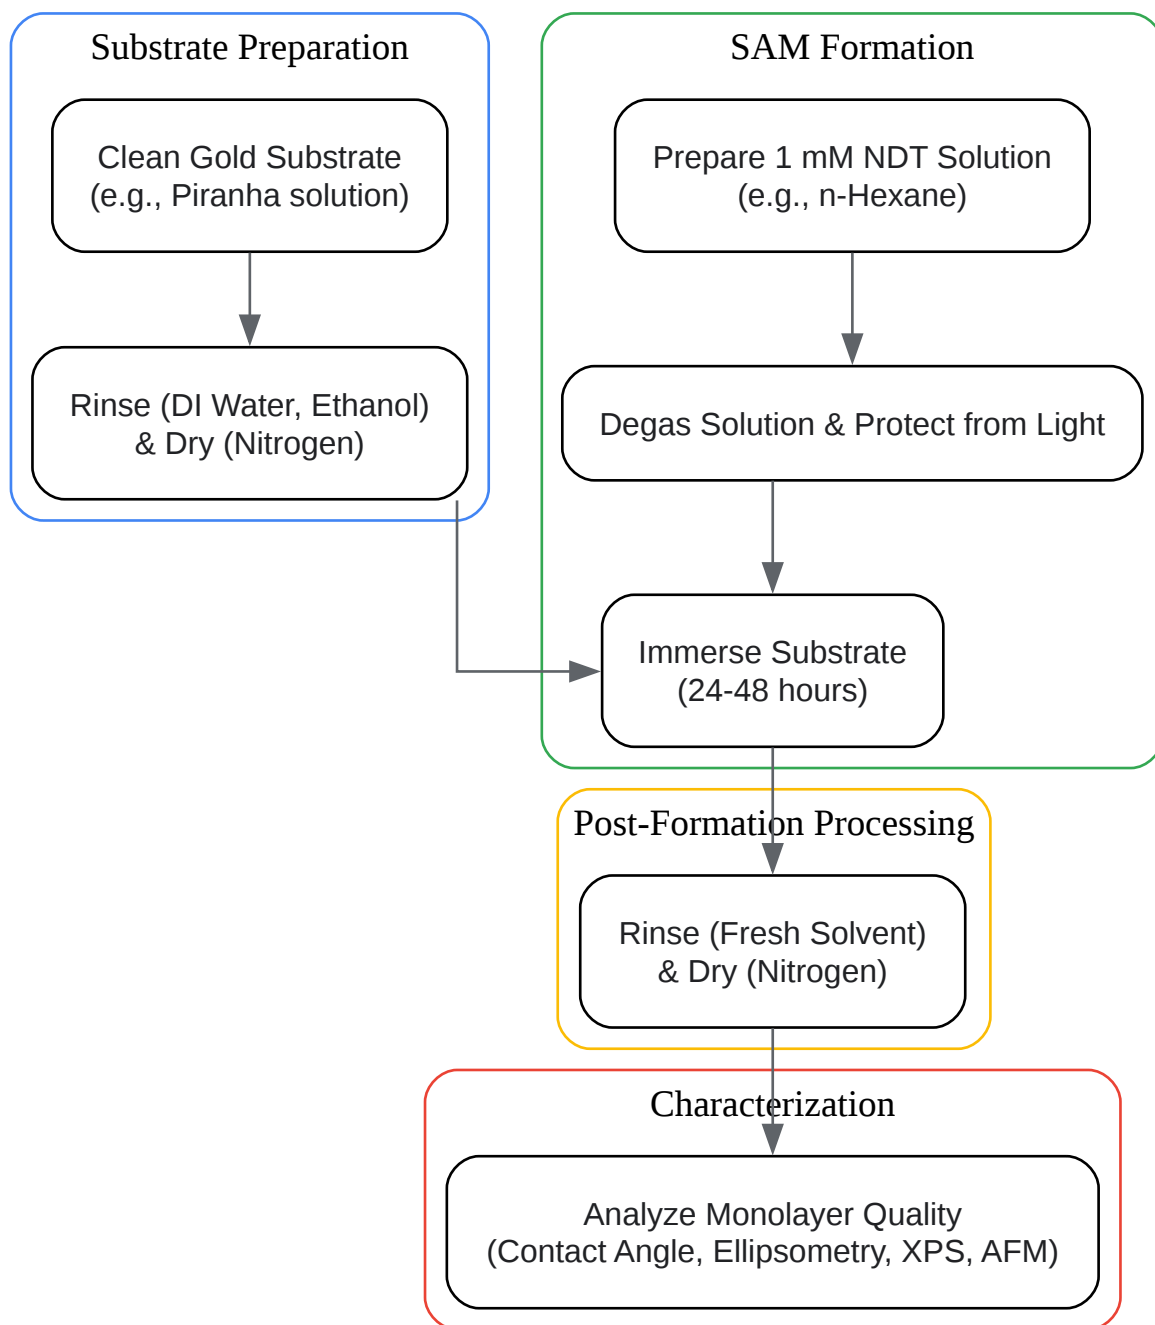 Substrate Preparation
Clean Gold Substrate
(e.g., Piranha solution)
Rinse (DI Water, Ethanol)
& Dry (Nitrogen)
SAM Formation
Prepare 1 mM NDT Solution
(e.g., n-Hexane)
Degas Solution & Protect from Light
Immerse Substrate
(24-48 hours)
Post-Formation Processing
Rinse (Fresh Solvent)
& Dry (Nitrogen)
Characterization
Analyze Monolayer Quality
(Contact Angle, Ellipsometry, XPS, AFM)